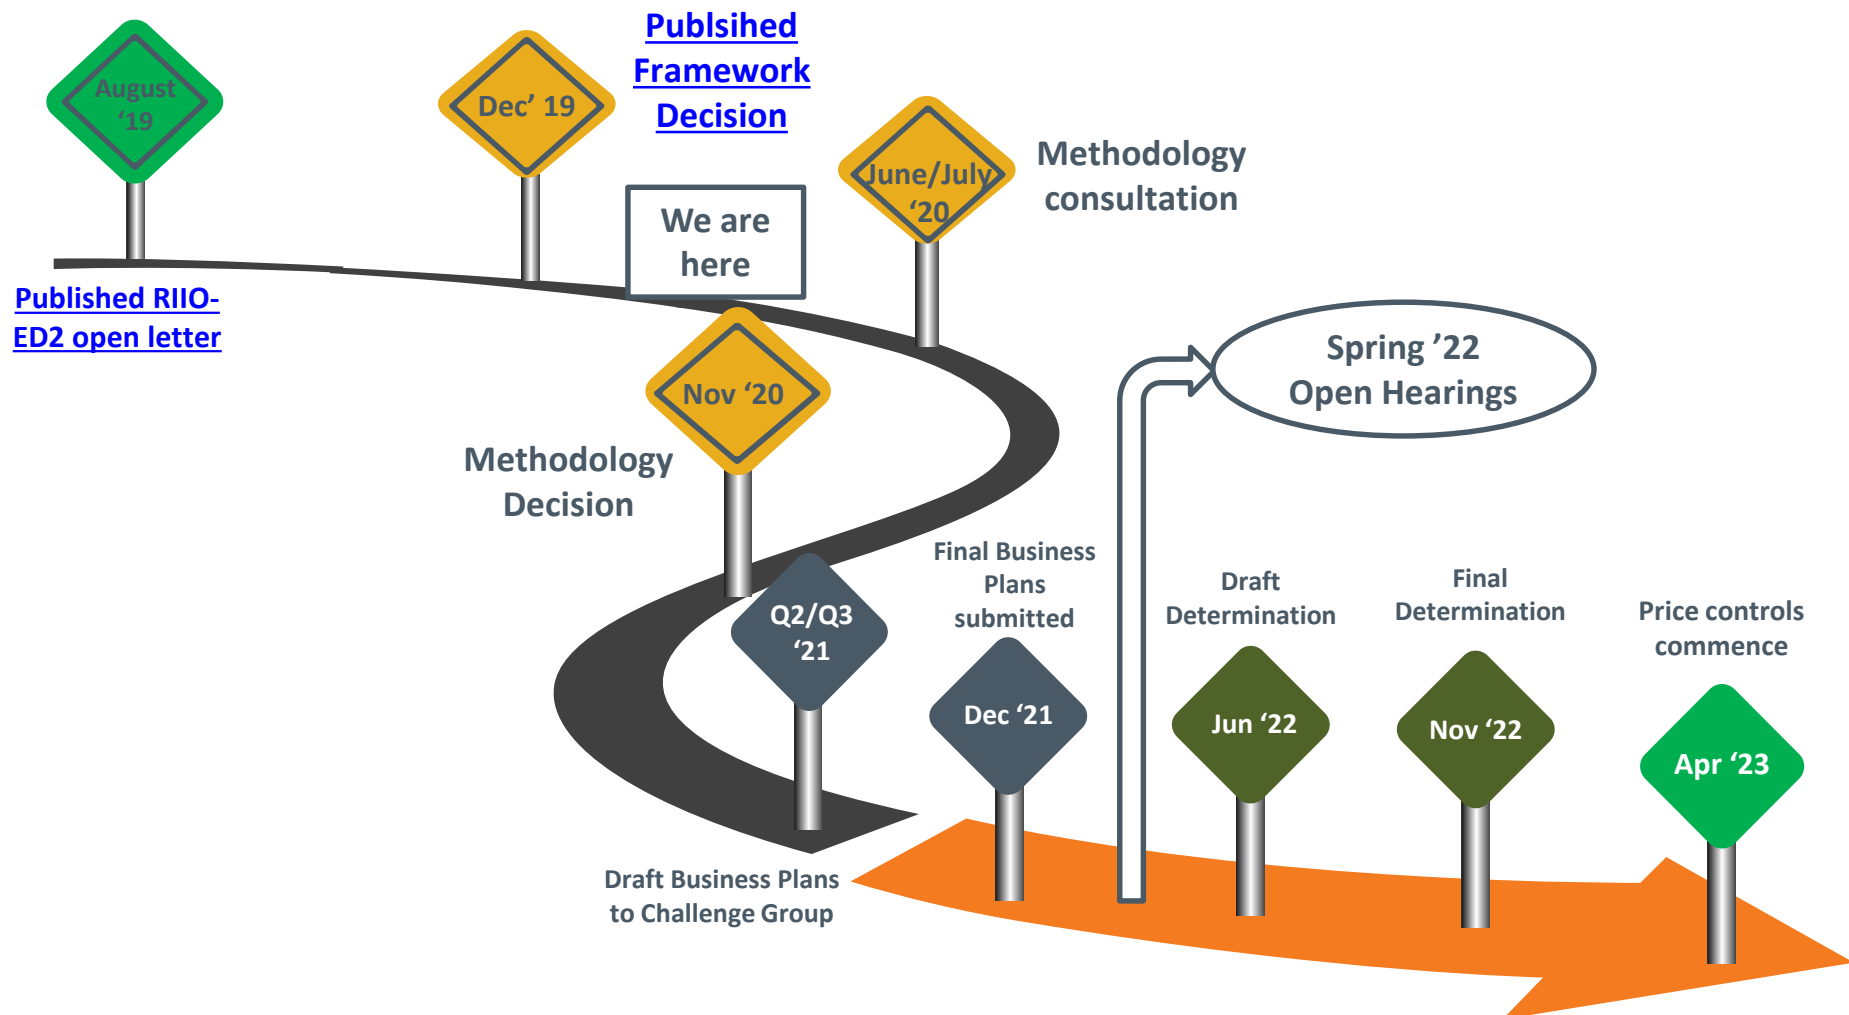 August
‘19
Published RIIO-
ED2 open letter
Dec’ 19
Publsihed
Framework
Decision
We are
here
June/July
‘20
Methodology
consultation
Nov ‘20
Methodology
Decision
Q2/Q3
‘21
Draft Business Plans
to Challenge Group
Final Business
Plans
submitted
Dec ‘21
Spring ’22
Open Hearings
Draft
Determination
Jun ‘22
Final
Determination
Nov ‘22
Price controls
commence
Apr ‘23